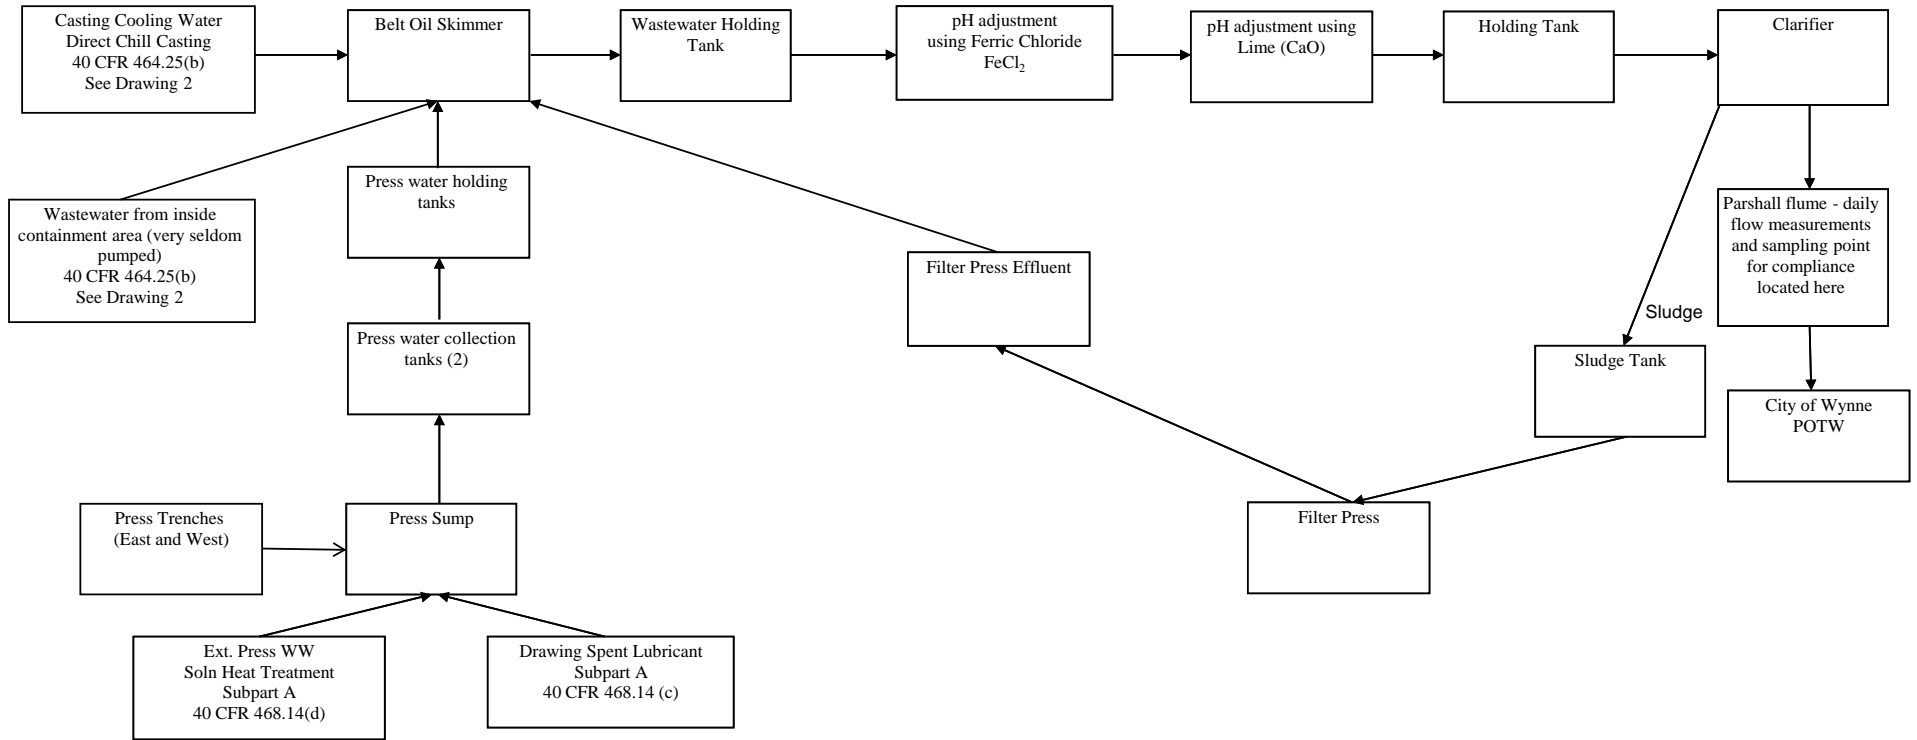 Casting Cooling Water
Direct Chill Casting
40 CFR 464.25(b)
See Drawing 2
Belt Oil Skimmer
Wastewater Holding
Tank
pH adjustment
using Ferric Chloride
FeCl₂
pH adjustment using
Lime (CaO)
Holding Tank
Clarifier
Wastewater from inside
containment area (very seldom
pumped)
40 CFR 464.25(b)
See Drawing 2
Press water holding
tanks
Press water collection
tanks (2)
Filter Press Effluent
Parshall flume - daily
flow measurements
and sampling point
for compliance
located here
Sludge
Sludge Tank
City of Wynne
POTW
Press Trenches
(East and West)
Press Sump
Filter Press
Ext. Press WW
Soln Heat Treatment
Subpart A
40 CFR 468.14(d)
Drawing Spent Lubricant
Subpart A
40 CFR 468.14 (c)